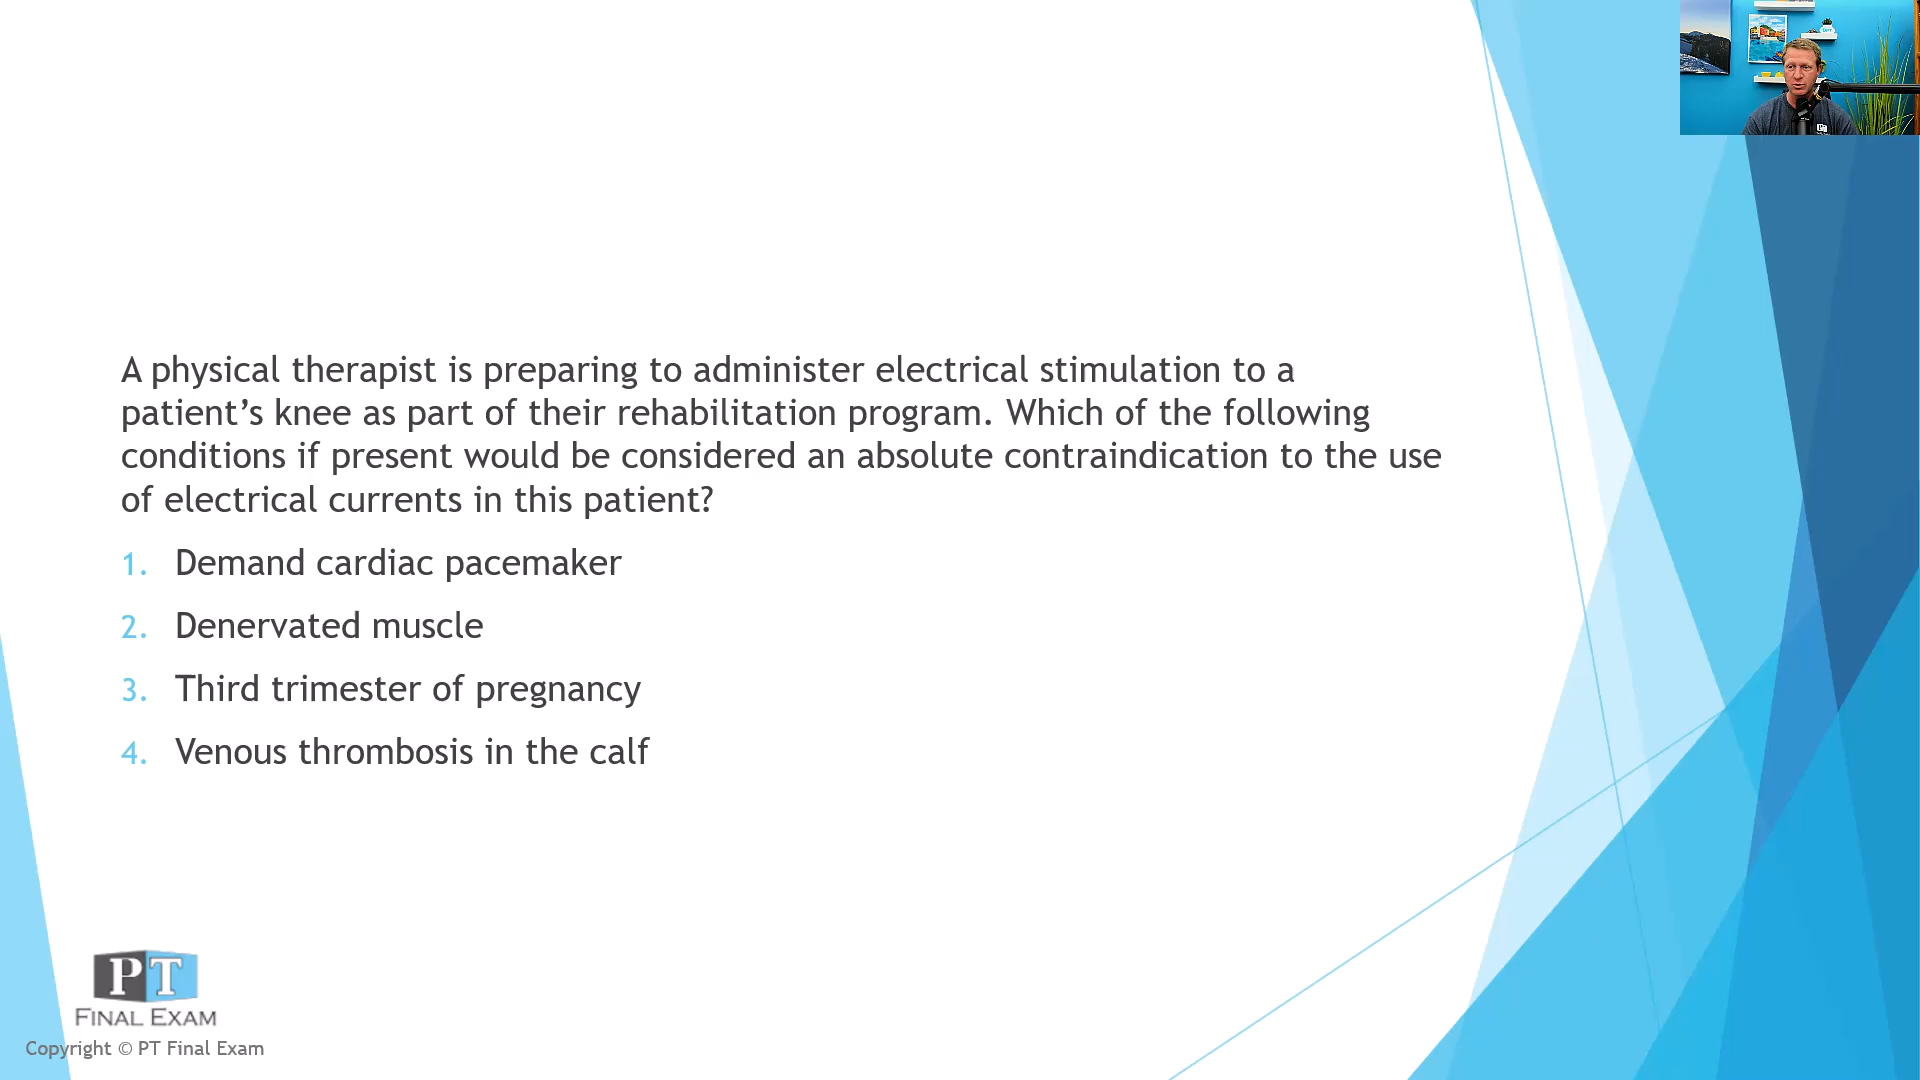 A physical therapist is preparing to administer electrical stimulation to a
patient’s knee as part of their rehabilitation program. Which of the following
conditions if present would be considered an absolute contraindication to the use
of electrical currents in this patient?
1. Demand cardiac pacemaker
2. Denervated muscle
3. Third trimester of pregnancy
4. Venous thrombosis in the calf
PT
FINAL EXAM
Copyright © PT Final Exam